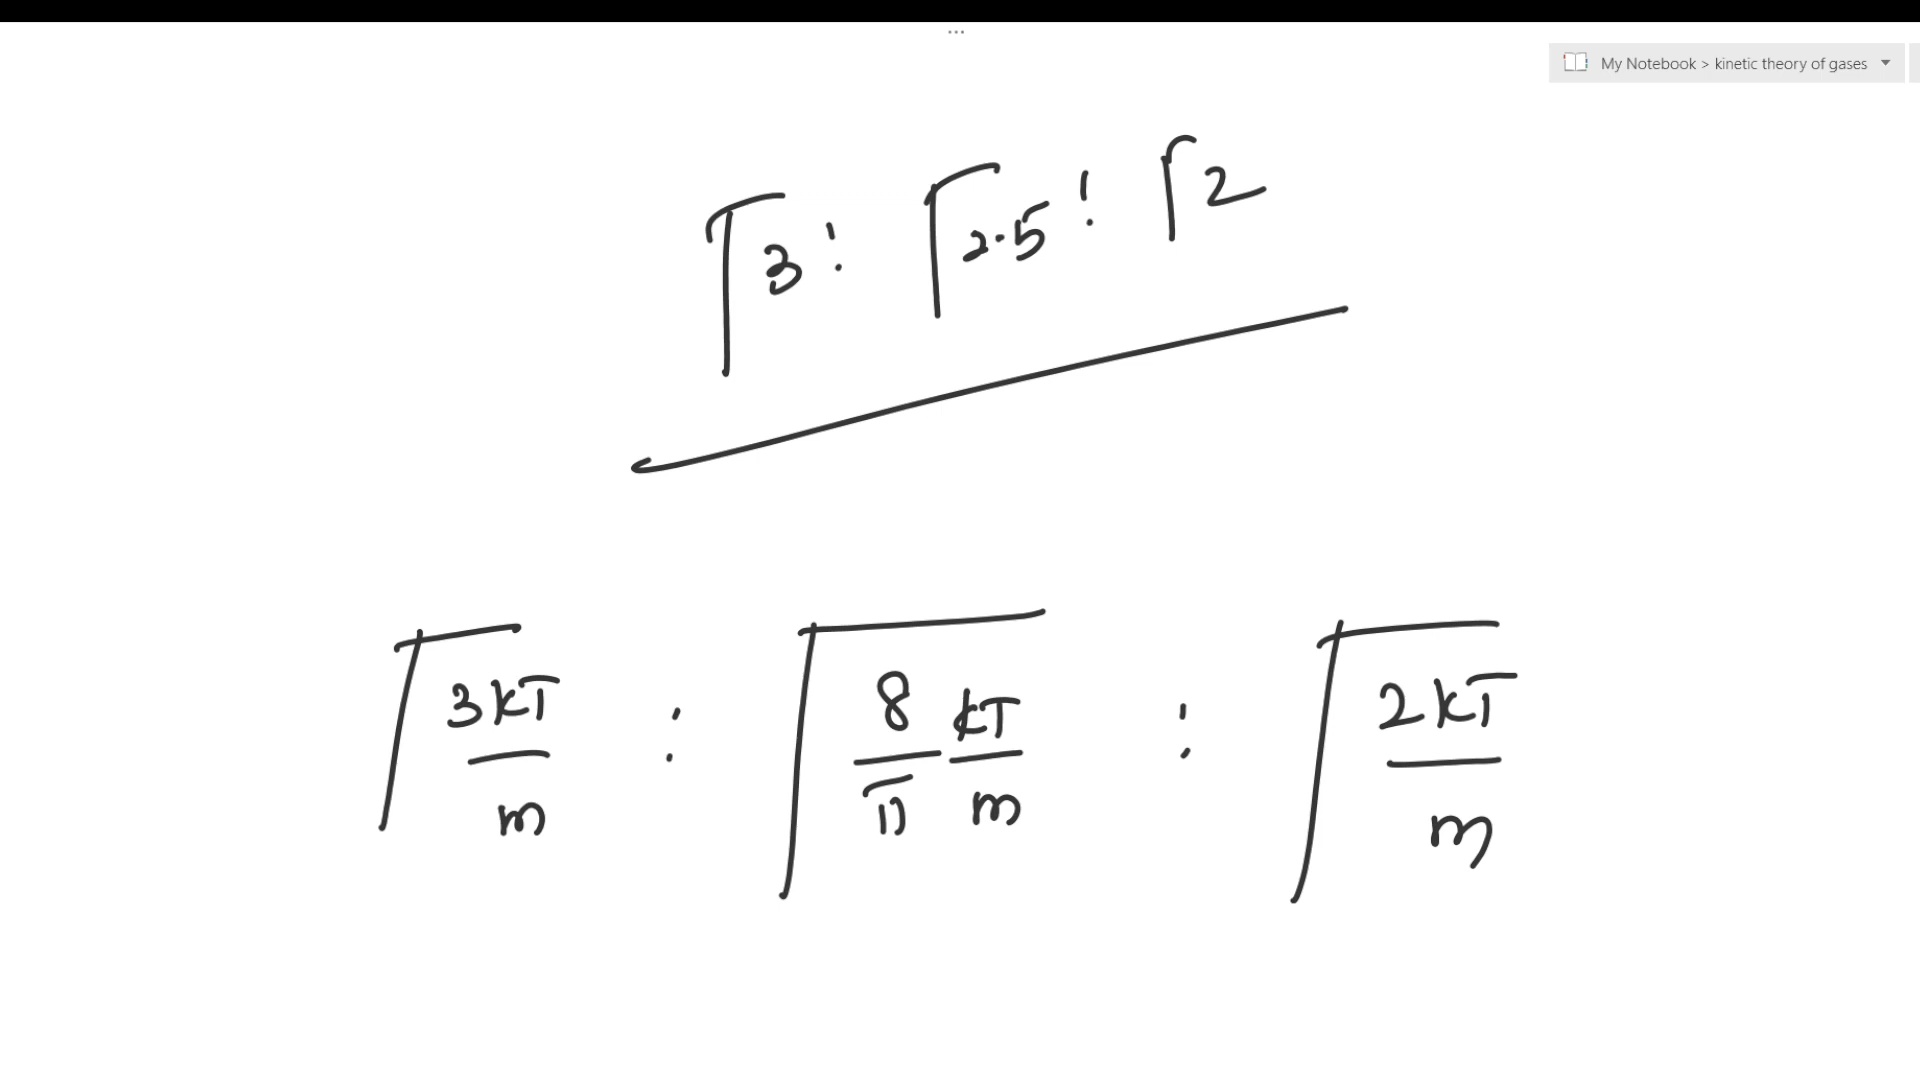 My Notebook > kinetic theory of gases
√3 : √2.5 : √2
√(3kT/m) : √(8/π kT/m) : √(2kT/m)